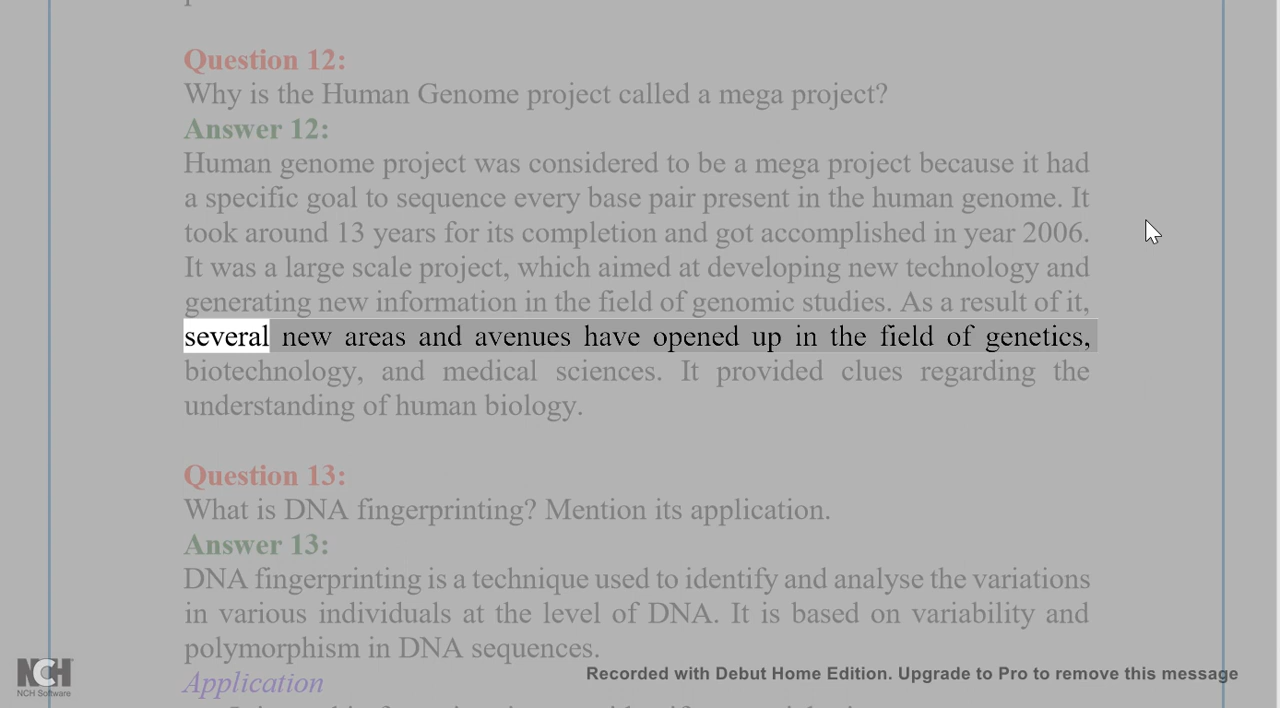 Question 12:
Why is the Human Genome project called a mega project?
Answer 12:
Human genome project was considered to be a mega project because it had
a specific goal to sequence every base pair present in the human genome. It
took around 13 years for its completion and got accomplished in year 2006.
It was a large scale project, which aimed at developing new technology and
generating new information in the field of genomic studies. As a result of it,
several new areas and avenues have opened up in the field of genetics,
biotechnology, and medical sciences. It provided clues regarding the
understanding of human biology.
Question 13:
What is DNA fingerprinting? Mention its application.
Answer 13:
DNA fingerprinting is a technique used to identify and analyse the variations
in various individuals at the level of DNA. It is based on variability and
polymorphism in DNA sequences.
Application
NCH
NCH Software
Recorded with Debut Home Edition. Upgrade to Pro to remove this message